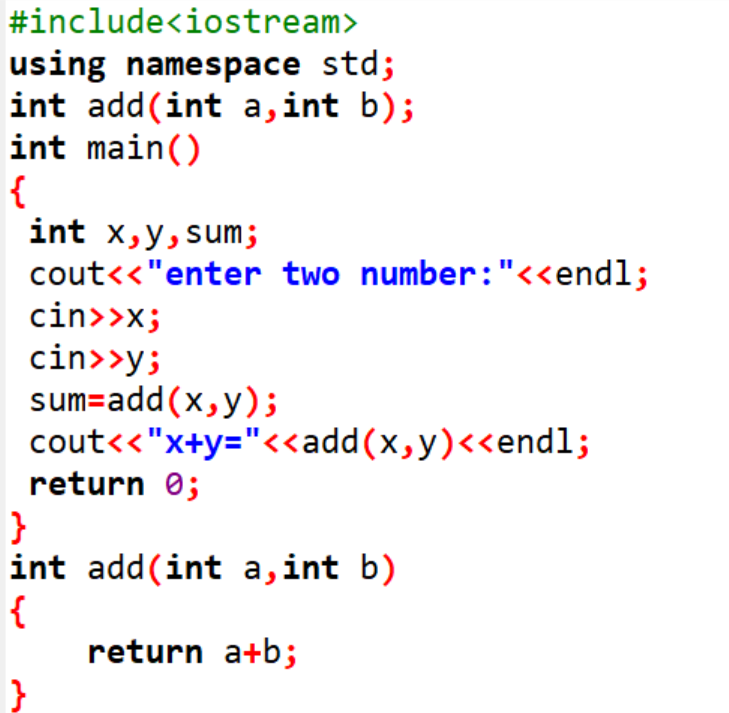 #include<iostream>
using namespace std;
int add(int a,int b);
int main()
{
 int x,y,sum;
 cout<<"enter two number:"<<endl;
 cin>>x;
 cin>>y;
 sum=add(x,y);
 cout<<"x+y="<<add(x,y)<<endl;
 return 0;
}
int add(int a,int b)
{
    return a+b;
}